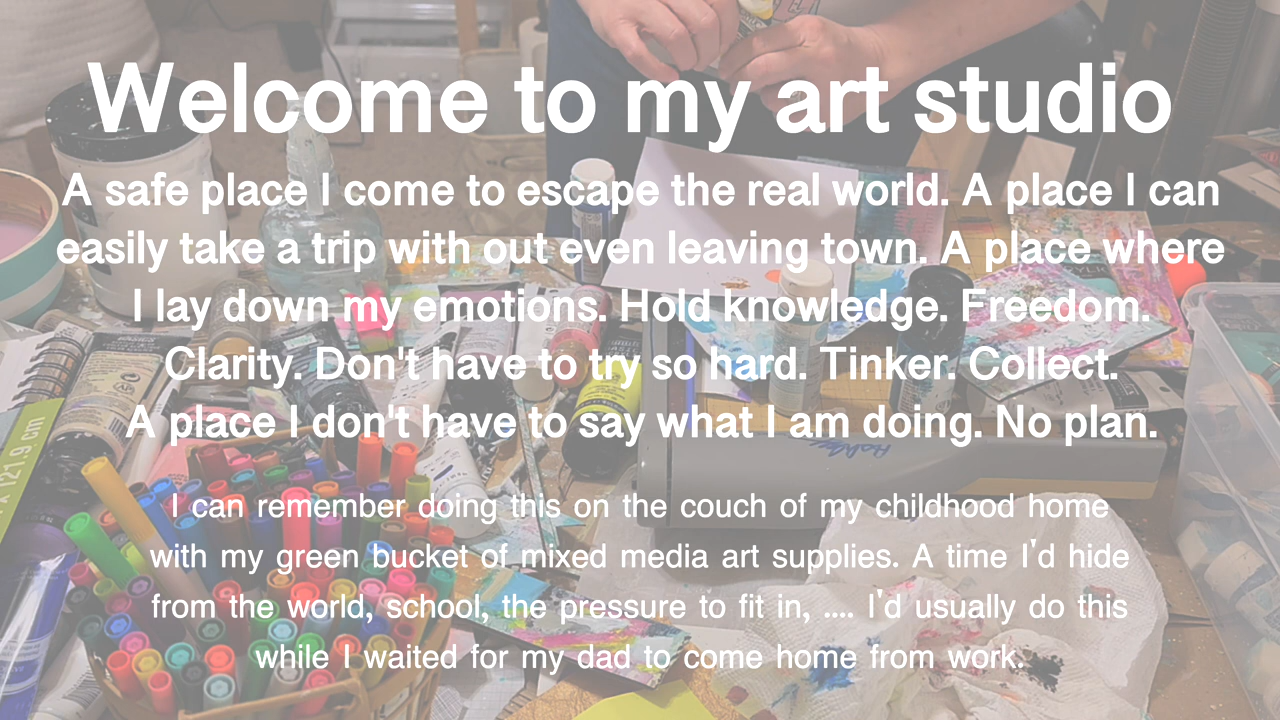 Welcome to my art studio
A safe place I come to escape the real world. A place I can
easily take a trip with out even leaving town. A place where
I lay down my emotions. Hold knowledge. Freedom.
Clarity. Don't have to try so hard. Tinker. Collect.
A place I don't have to say what I am doing. No plan.
I can remember doing this on the couch of my childhood home
with my green bucket of mixed media art supplies. A time I'd hide
from the world, school, the pressure to fit in, .... I'd usually do this
while I waited for my dad to come home from work.